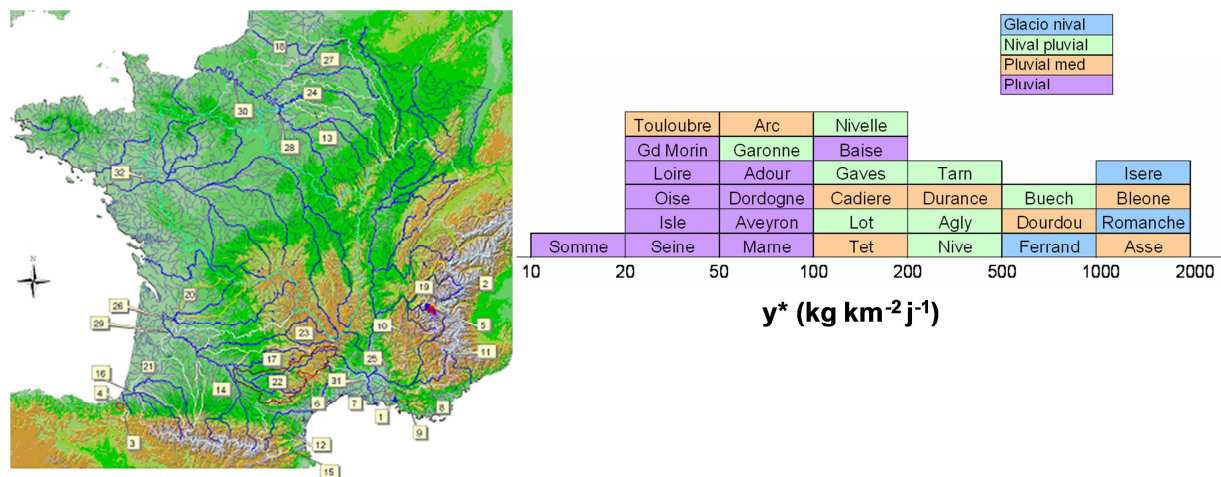 18
27
24
30
28
13
32
20
26
29
23
19
2
10
5
11
21
17
25
16
14
22
31
4
6
7
1
8
9
3
12
15
N
Glacio nival
Nival pluvial
Pluvial med
Pluvial
Touloubre Arc Nivelle
Gd Morin Garonne Baise
Loire Adour Gaves Tarn Isere
Oise Dordogne Cadiere Durance Buech Bleone
Isle Aveyron Lot Agly Dourdou Romanche
Somme Seine Marne Tet Nive Ferrand Asse
10 20 50 100 200 500 1000 2000
y* (kg km-2 j-1)